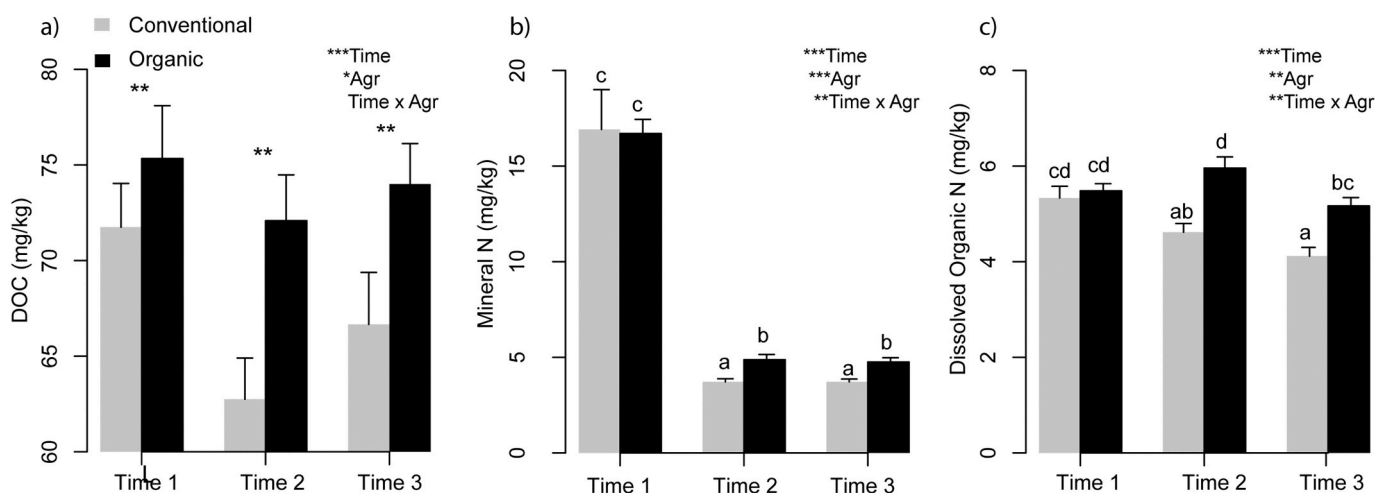 a)
Conventional
Organic
***Time
*Agr
Time x Agr
DOC (mg/kg)
80
75
70
65
60
**
**
**
Time 1
Time 2
Time 3
b)
***Time
***Agr
**Time x Agr
Mineral N (mg/kg)
20
15
10
5
0
c
c
a
b
a
b
Time 1
Time 2
Time 3
c)
***Time
**Agr
**Time x Agr
Dissolved Organic N (mg/kg)
8
6
4
2
0
cd
cd
ab
d
a
bc
Time 1
Time 2
Time 3